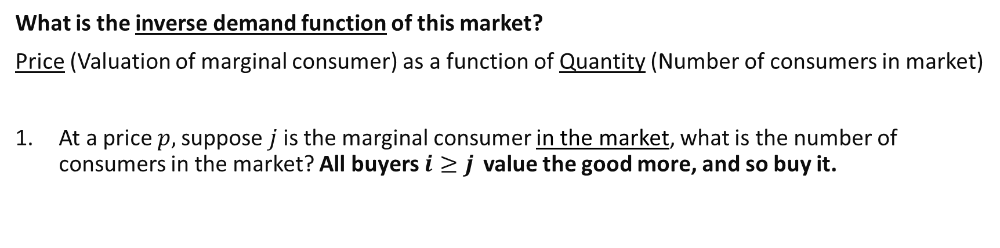 What is the inverse demand function of this market?
Price (Valuation of marginal consumer) as a function of Quantity (Number of consumers in market)
1. At a price p, suppose j is the marginal consumer in the market, what is the number of
consumers in the market? All buyers i ≥ j value the good more, and so buy it.